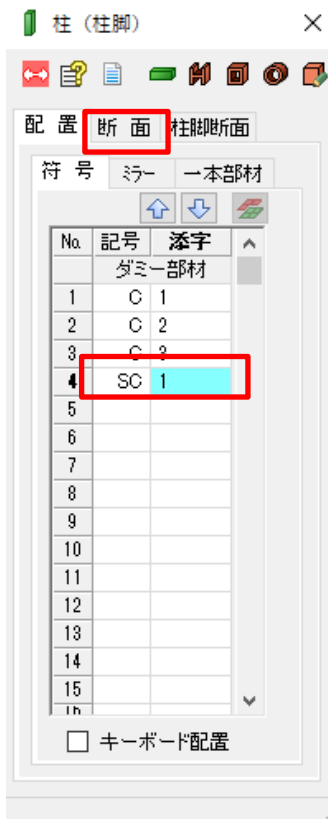 柱（柱脚）
配 置 断 面 柱脚断面
符 号 ミラー 一本部材
No. 記号 添字
ダミー部材
1 C 1
2 C 2
3 C 3
4 SC 1
5
6
7
8
9
10
11
12
13
14
15
16
キーボード配置